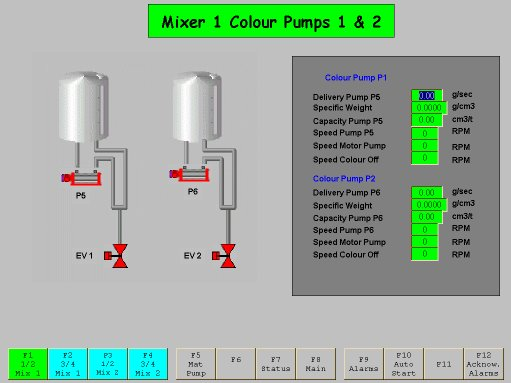 Mixer 1 Colour Pumps 1 & 2
Colour Pump P1
Delivery Pump P5 0.00 g/sec
Specific Weight 0.0000 g/cm3
Capacity Pump P5 0.00 cm3/t
Speed Pump P5 0 RPM
Speed Motor Pump 0 RPM
Speed Colour Off 0 RPM
Colour Pump P2
Delivery Pump P6 0.00 g/sec
Specific Weight 0.0000 g/cm3
Capacity Pump P6 0.00 cm3/t
Speed Pump P6 0 RPM
Speed Motor Pump 0 RPM
Speed Colour Off 0 RPM
P5
P6
EV 1
EV 2
F1
1/2
Mix 1
F2
3/4
Mix 1
F3
1/2
Mix 2
F4
3/4
Mix 2
F5
Mat
Pump
F6
F7
Status
F8
Main
F9
Alarms
F10
Auto
Start
F11
F12
Acknow.
Alarms